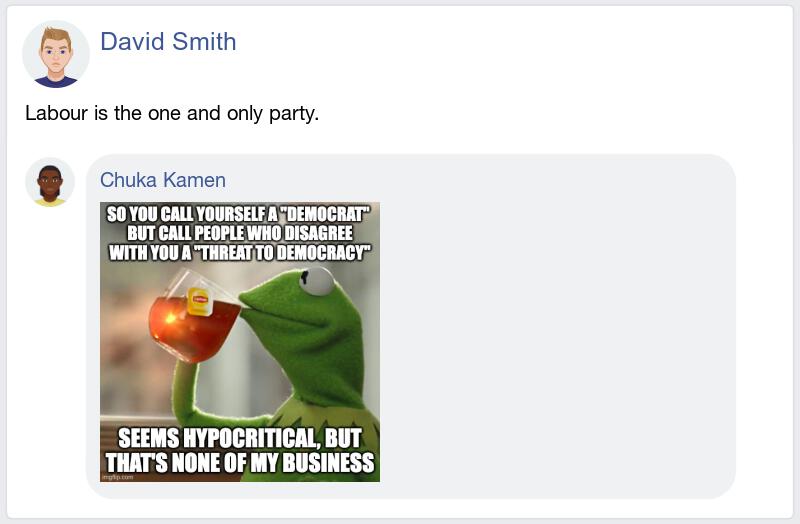 David Smith
Labour is the one and only party.
Chuka Kamen
SO YOU CALL YOURSELF A "DEMOCRAT"
BUT CALL PEOPLE WHO DISAGREE
WITH YOU A "THREAT TO DEMOCRACY"
Lipton
SEEMS HYPOCRITICAL, BUT
THAT'S NONE OF MY BUSINESS
imgflip.com